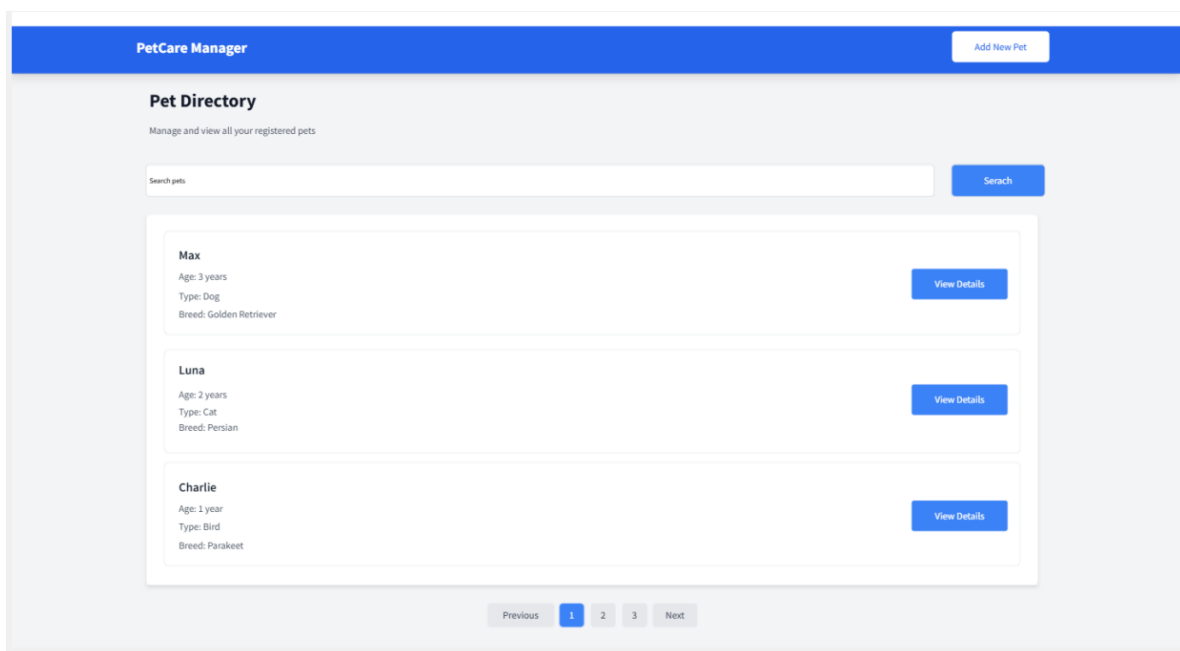 PetCare Manager
Add New Pet
Pet Directory
Manage and view all your registered pets
Search pets
Serach
Max
Age: 3 years
Type: Dog
Breed: Golden Retriever
View Details
Luna
Age: 2 years
Type: Cat
Breed: Persian
View Details
Charlie
Age: 1 year
Type: Bird
Breed: Parakeet
View Details
Previous 1 2 3 Next